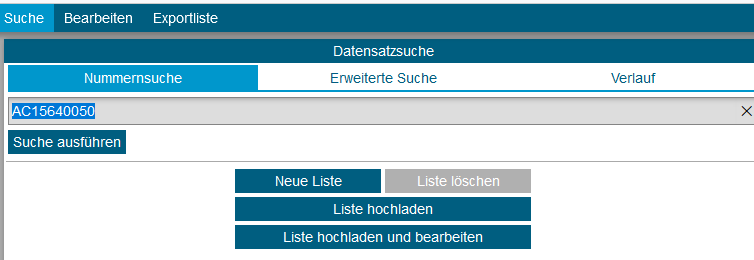 Suche Bearbeiten Exportliste
Datensatzsuche
Nummernsuche Erweiterte Suche Verlauf
AC15640050
Suche ausführen
Neue Liste Liste löschen
Liste hochladen
Liste hochladen und bearbeiten